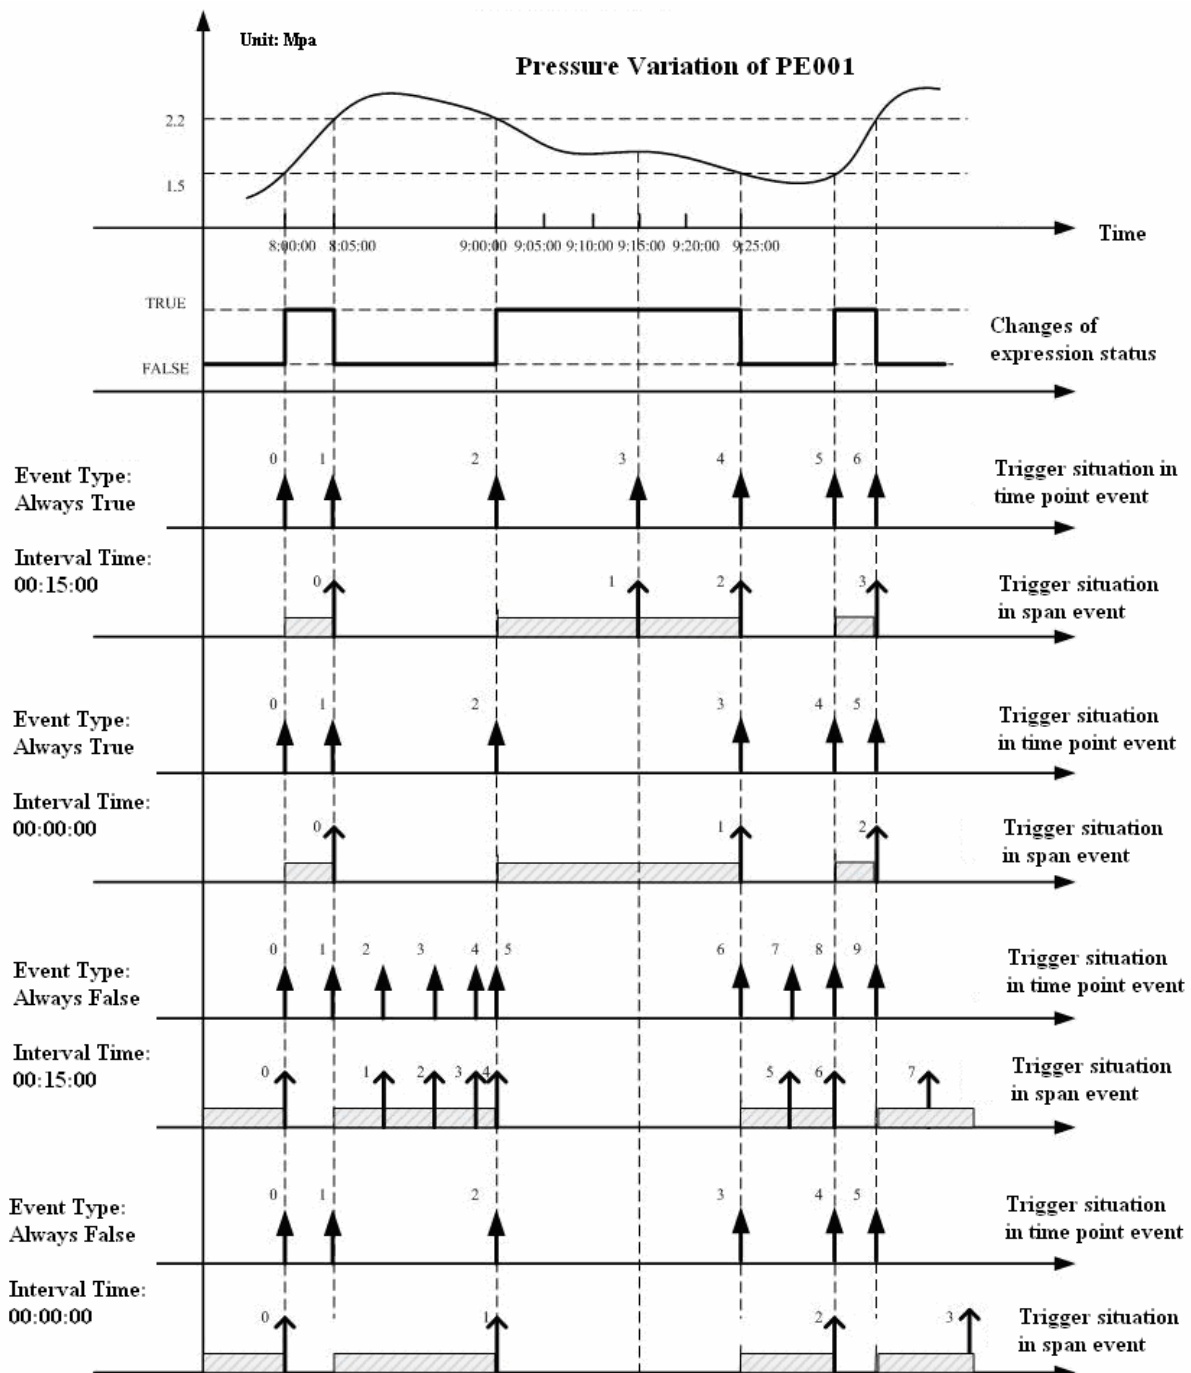 Unit: Mpa
Pressure Variation of PE001
2.2
1.5
8:00:00 8:05:00 9:00:00 9:05:00 9:10:00 9:15:00 9:20:00 9:25:00
Time
TRUE
FALSE
Changes of
expression status
0 1 2 3 4 5 6
Event Type:
Always True
Trigger situation in
time point event
Interval Time:
00:15:00
0 1 2 3
Trigger situation
in span event
0 1 2 3 4 5
Event Type:
Always True
Trigger situation
in time point event
Interval Time:
00:00:00
0 1 2
Trigger situation
in span event
0 1 2 3 4 5 6 7 8 9
Event Type:
Always False
Trigger situation
in time point event
Interval Time:
00:15:00
0 1 2 3 4 5 6 7
Trigger situation
in span event
0 1 2 3 4 5
Event Type:
Always False
Trigger situation
in time point event
Interval Time:
00:00:00
0 1 2 3
Trigger situation
in span event